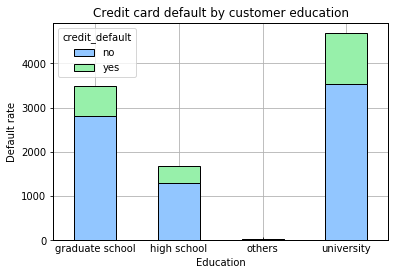 Credit card default by customer education
credit_default
no
yes
Default rate
4000
3000
2000
1000
0
graduate school
high school
others
university
Education